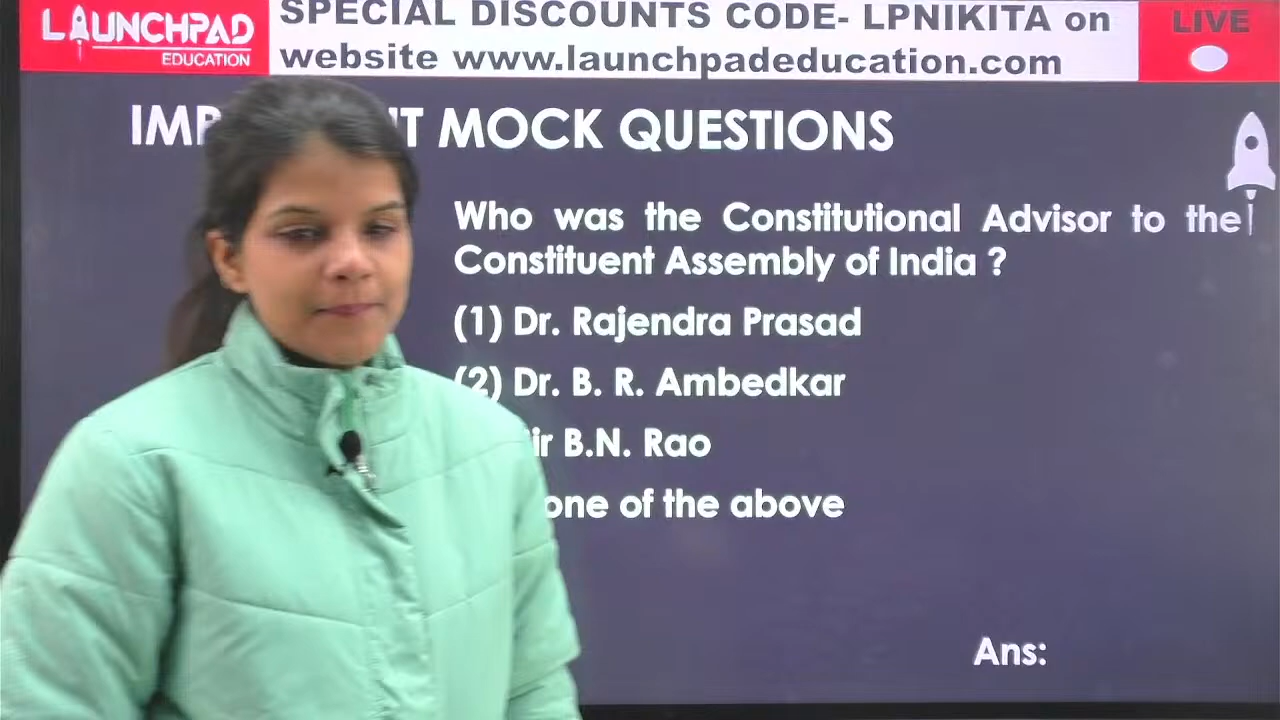 LAUNCHPAD
EDUCATION
SPECIAL DISCOUNTS CODE- LPNIKITA on
website www.launchpadeducation.com
LIVE
MOCK QUESTIONS
Who was the Constitutional Advisor to the
Constituent Assembly of India ?
(1) Dr. Rajendra Prasad
(2) Dr. B. R. Ambedkar
B.N. Rao
of the above
Ans: